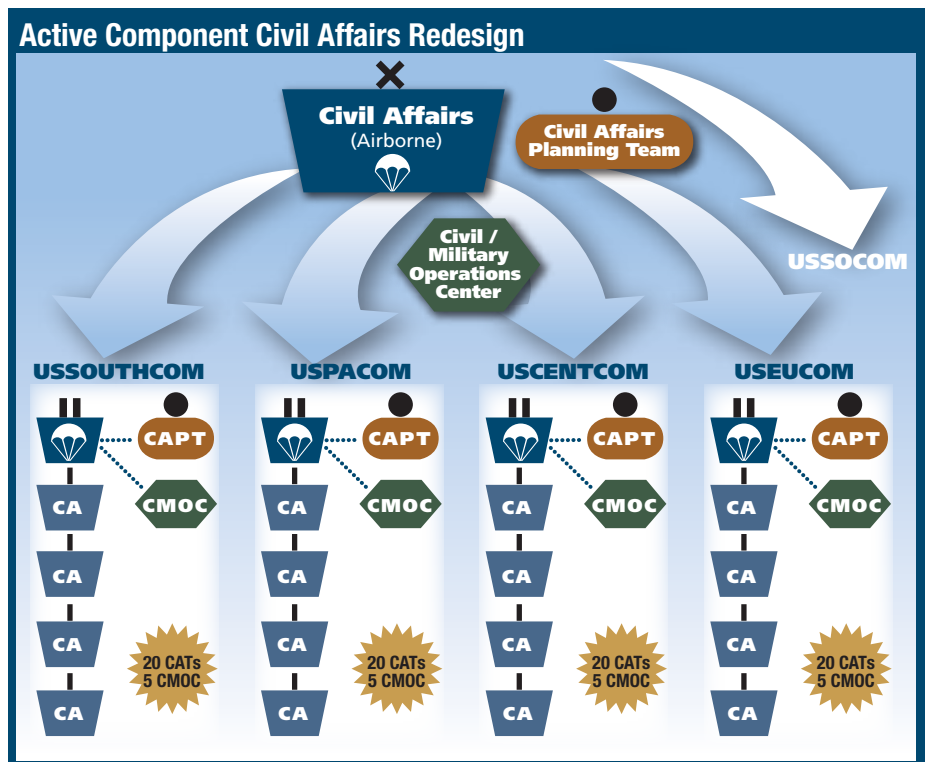 Active Component Civil Affairs Redesign
Civil Affairs
(Airborne)
Civil Affairs
Planning Team
Civil /
Military
Operations
Center
USSOCOM
USSOUTHCOM
CAPT
CMOC
CA
CA
CA
CA
20 CATs
5 CMOC
USPACOM
CAPT
CMOC
CA
CA
CA
CA
20 CATs
5 CMOC
USCENTCOM
CAPT
CMOC
CA
CA
CA
CA
20 CATs
5 CMOC
USEUCOM
CAPT
CMOC
CA
CA
CA
CA
20 CATs
5 CMOC